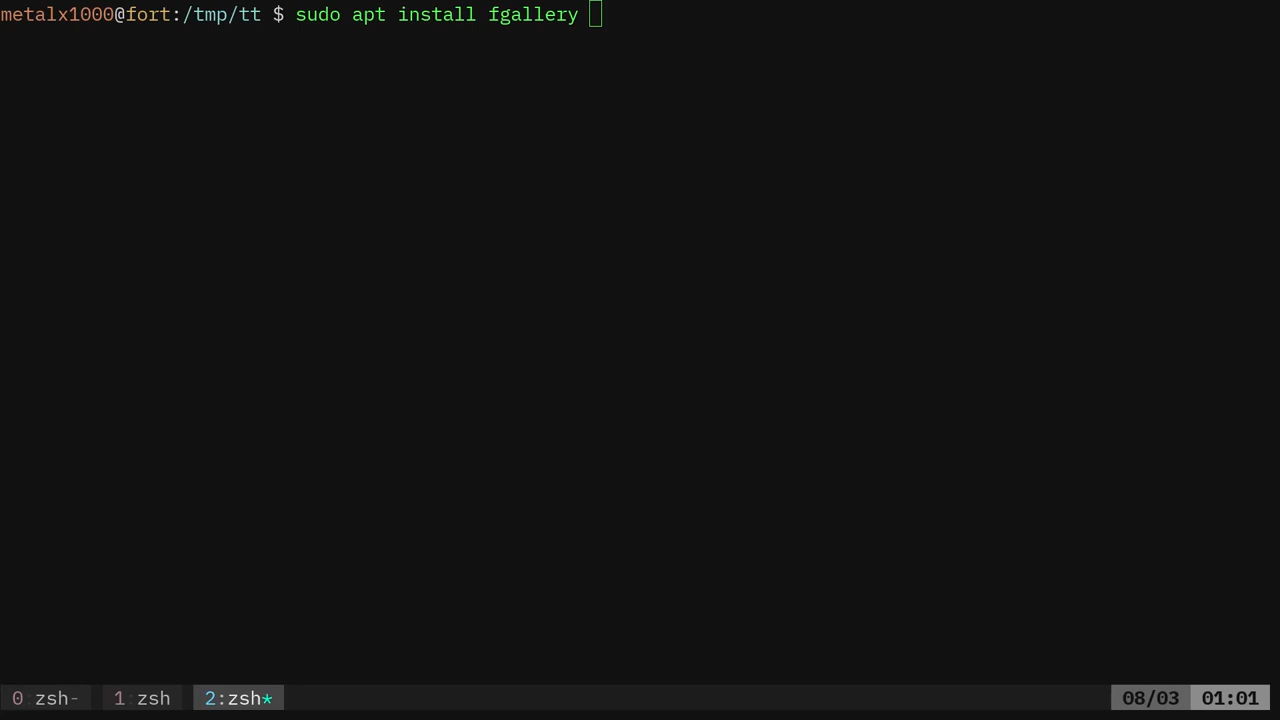 metalx1000@fort:/tmp/tt $ sudo apt install fgallery
0 zsh- 1 zsh 2:zsh* 08/03 01:01